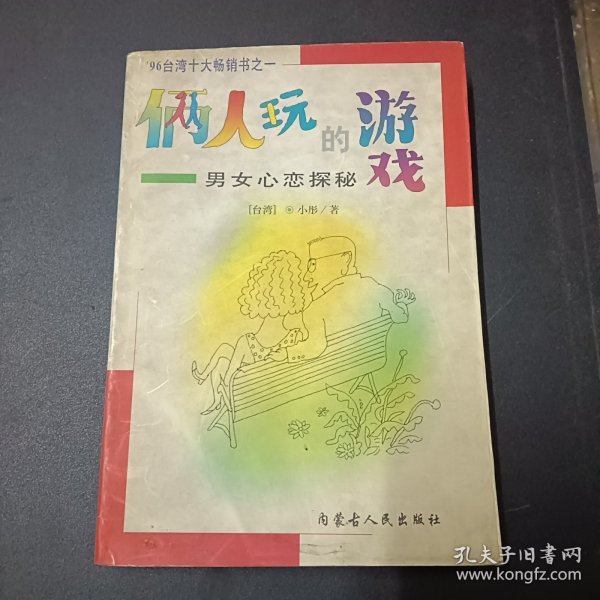 '96台湾十大畅销书之一
俩人玩的游戏
——男女心恋探秘
[台湾] ◎ 小彤/著
内蒙古人民出版社
孔夫子旧书网
www.kongfz.com